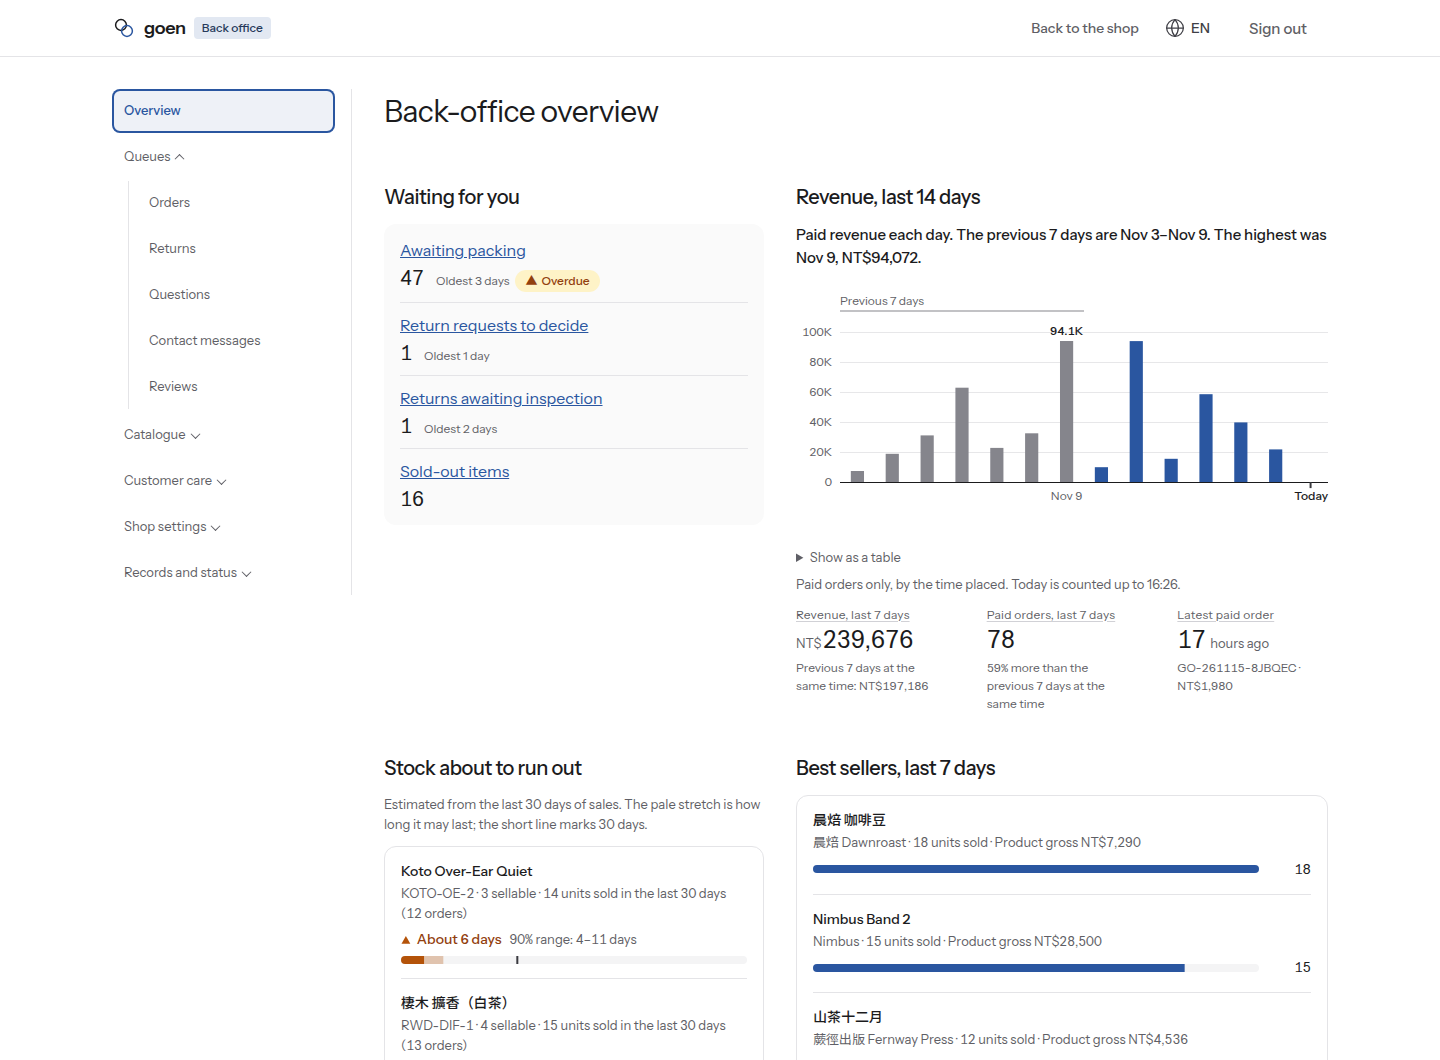 goen
Back office
Back to the shop
EN
Sign out
Overview
Queues
Orders
Returns
Questions
Contact messages
Reviews
Catalogue
Customer care
Shop settings
Records and status
Back-office overview
Waiting for you
Awaiting packing
47 Oldest 3 days Overdue
Return requests to decide
1 Oldest 1 day
Returns awaiting inspection
1 Oldest 2 days
Sold-out items
16
Revenue, last 14 days
Paid revenue each day. The previous 7 days are Nov 3–Nov 9. The highest was
Nov 9, NT$94,072.
Previous 7 days
94.1K
100K
80K
60K
40K
20K
0
Nov 9
Today
Show as a table
Paid orders only, by the time placed. Today is counted up to 16:26.
Revenue, last 7 days
NT$239,676
Previous 7 days at the
same time: NT$197,186
Paid orders, last 7 days
78
59% more than the
previous 7 days at the
same time
Latest paid order
17 hours ago
GO-261115-8JBQEC ·
NT$1,980
Stock about to run out
Estimated from the last 30 days of sales. The pale stretch is how
long it may last; the short line marks 30 days.
Koto Over-Ear Quiet
KOTO-OE-2 · 3 sellable · 14 units sold in the last 30 days
(12 orders)
About 6 days 90% range: 4–11 days
棲木 擴香（白茶）
RWD-DIF-1 · 4 sellable · 15 units sold in the last 30 days
(13 orders)
Best sellers, last 7 days
晨焙 咖啡豆
晨焙 Dawnroast · 18 units sold · Product gross NT$7,290
18
Nimbus Band 2
Nimbus · 15 units sold · Product gross NT$28,500
15
山茶十二月
蕨徑出版 Fernway Press · 12 units sold · Product gross NT$4,536